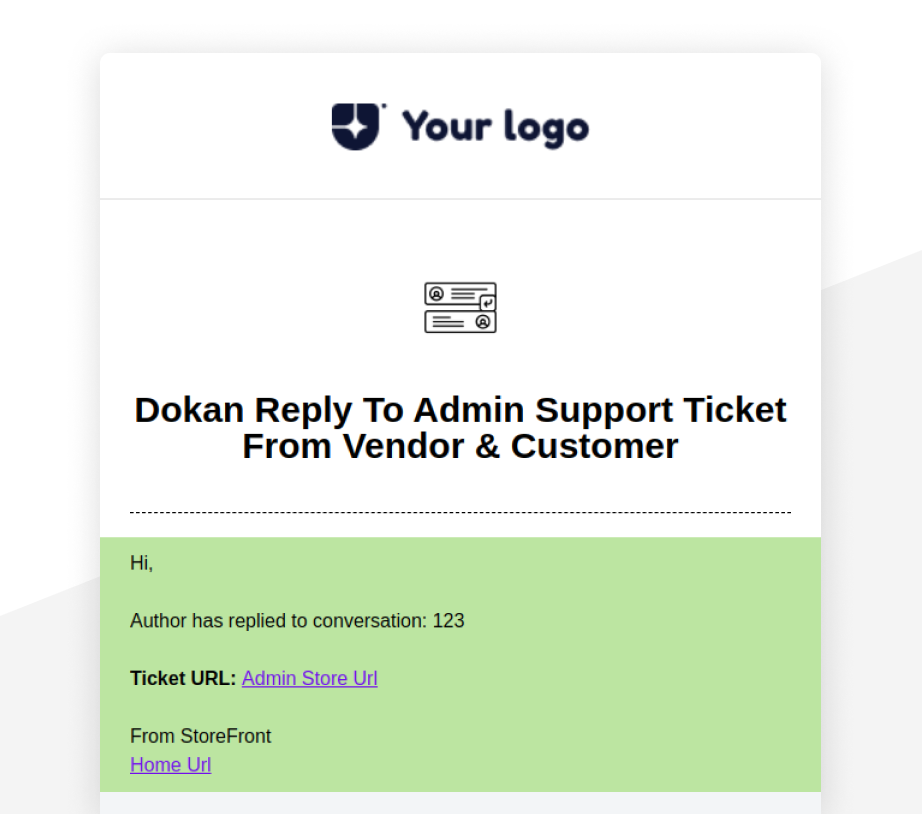 Your logo
Dokan Reply To Admin Support Ticket
From Vendor & Customer
Hi,
Author has replied to conversation: 123
Ticket URL: Admin Store Url
From StoreFront
Home Url